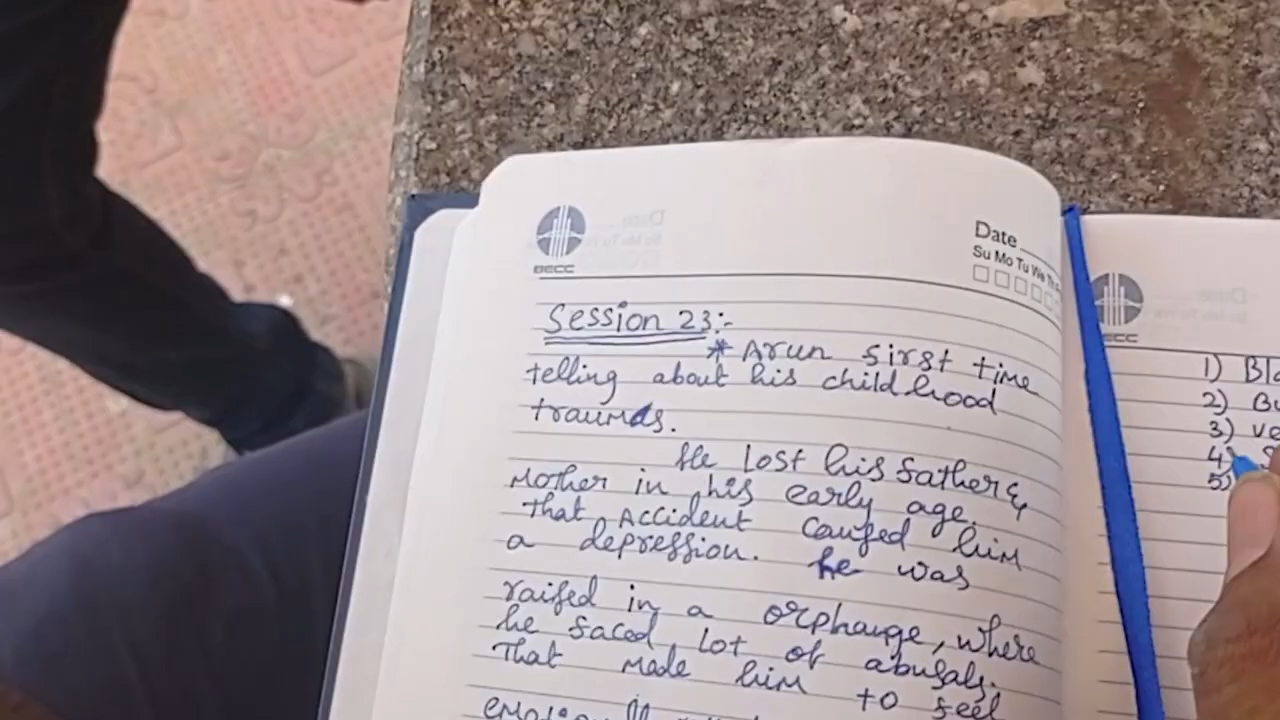 BECC
Date
Su Mo Tu We Th
Session 23:-
* Arun first time
telling about his childhood
traumas.
He lost his father &
Mother in his early age.
that Accident caused him
a depression. he was
raised in a orphange, where
he faced lot of abusals.
That made him to feel
1)
2)
3)
4)
5)